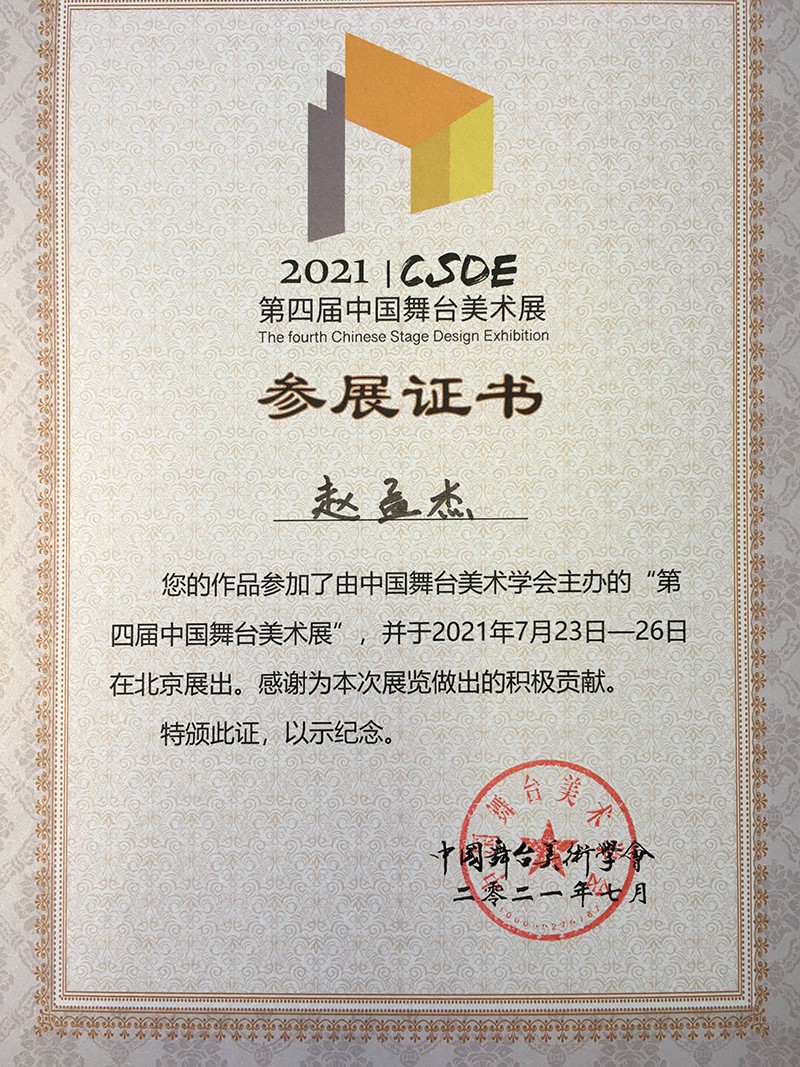 2021 | CSDE
第四届中国舞台美术展
The fourth Chinese Stage Design Exhibition
参展证书
赵孟杰
您的作品参加了由中国舞台美术学会主办的“第
四届中国舞台美术展”，并于2021年7月23日—26日
在北京展出。感谢为本次展览做出的积极贡献。
特颁此证，以示纪念。
中国舞台美術學會
二零二一年七月